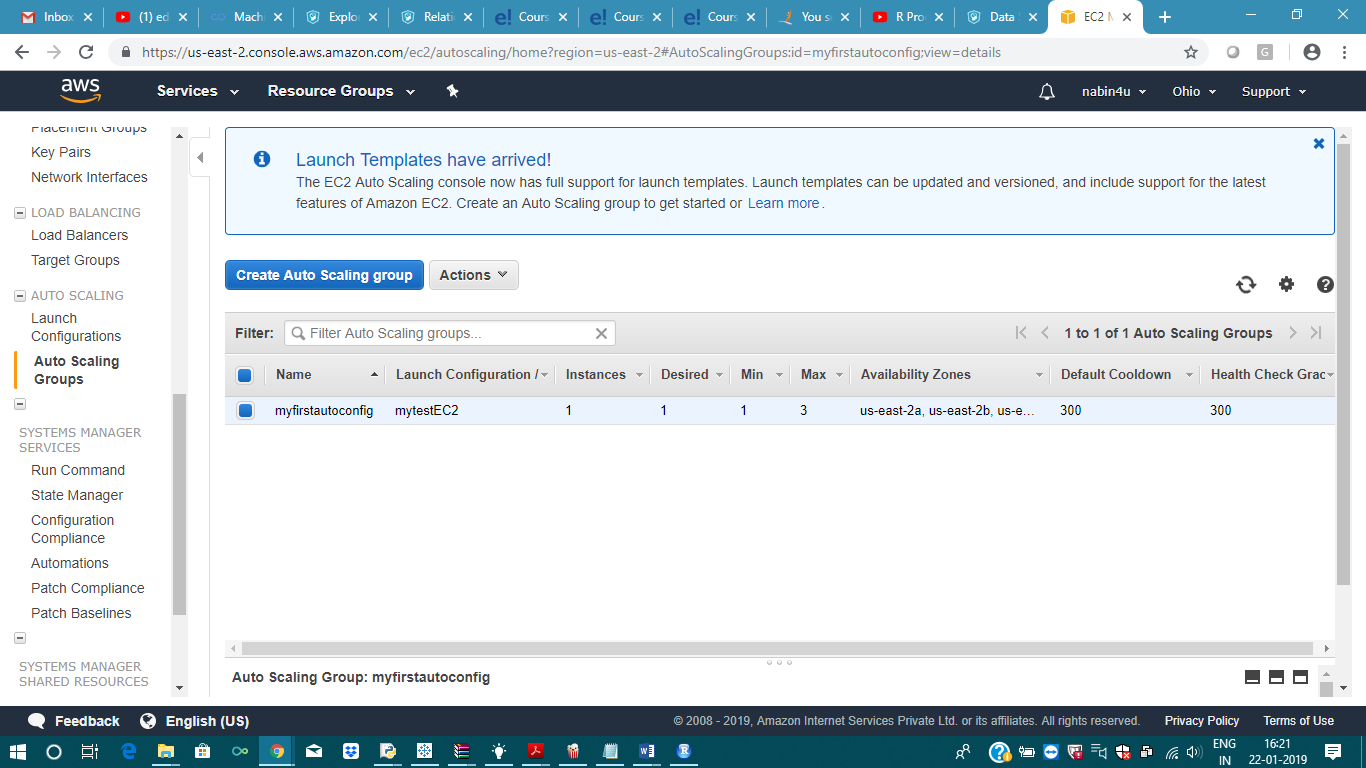 Inbox
(1) ed
Mach
Explo
Relati
Cours
Cours
Cours
You s
R Pro
Data
EC2 M
https://us-east-2.console.aws.amazon.com/ec2/autoscaling/home?region=us-east-2#AutoScalingGroups:id=myfirstautoconfig;view=details
aws
Services
Resource Groups
nabin4u
Ohio
Support
Placement Groups
Key Pairs
Network Interfaces
LOAD BALANCING
Load Balancers
Target Groups
AUTO SCALING
Launch
Configurations
Auto Scaling
Groups
SYSTEMS MANAGER
SERVICES
Run Command
State Manager
Configuration
Compliance
Automations
Patch Compliance
Patch Baselines
SYSTEMS MANAGER
SHARED RESOURCES
Launch Templates have arrived!
The EC2 Auto Scaling console now has full support for launch templates. Launch templates can be updated and versioned, and include support for the latest
features of Amazon EC2. Create an Auto Scaling group to get started or Learn more.
Create Auto Scaling group
Actions
Filter:
Filter Auto Scaling groups...
1 to 1 of 1 Auto Scaling Groups
Name
Launch Configuration /
Instances
Desired
Min
Max
Availability Zones
Default Cooldown
Health Check Grac
myfirstautoconfig
mytestEC2
1
1
1
3
us-east-2a, us-east-2b, us-e...
300
300
Auto Scaling Group: myfirstautoconfig
Feedback
English (US)
© 2008 - 2019, Amazon Internet Services Private Ltd. or its affiliates. All rights reserved.
Privacy Policy
Terms of Use
ENG
IN
16:21
22-01-2019